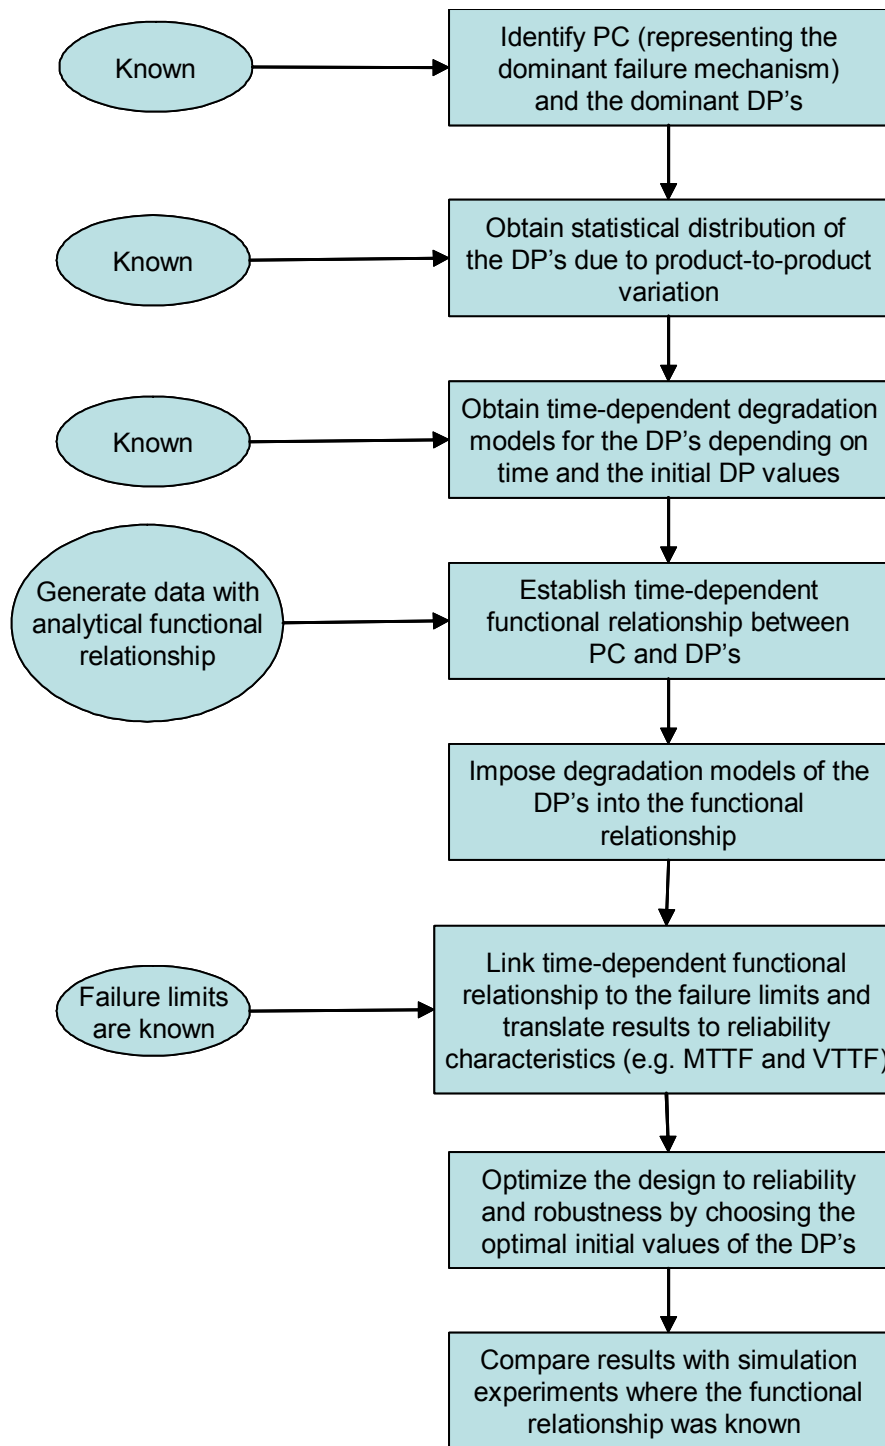 Known
Identify PC (representing the
dominant failure mechanism)
and the dominant DP's
Known
Obtain statistical distribution of
the DP's due to product-to-product
variation
Known
Obtain time-dependent degradation
models for the DP's depending on
time and the initial DP values
Generate data with
analytical functional
relationship
Establish time-dependent
functional relationship between
PC and DP's
Impose degradation models of the
DP's into the functional
relationship
Failure limits
are known
Link time-dependent functional
relationship to the failure limits and
translate results to reliability
characteristics (e.g. MTTF and VTTF)
Optimize the design to reliability
and robustness by choosing the
optimal initial values of the DP's
Compare results with simulation
experiments where the functional
relationship was known